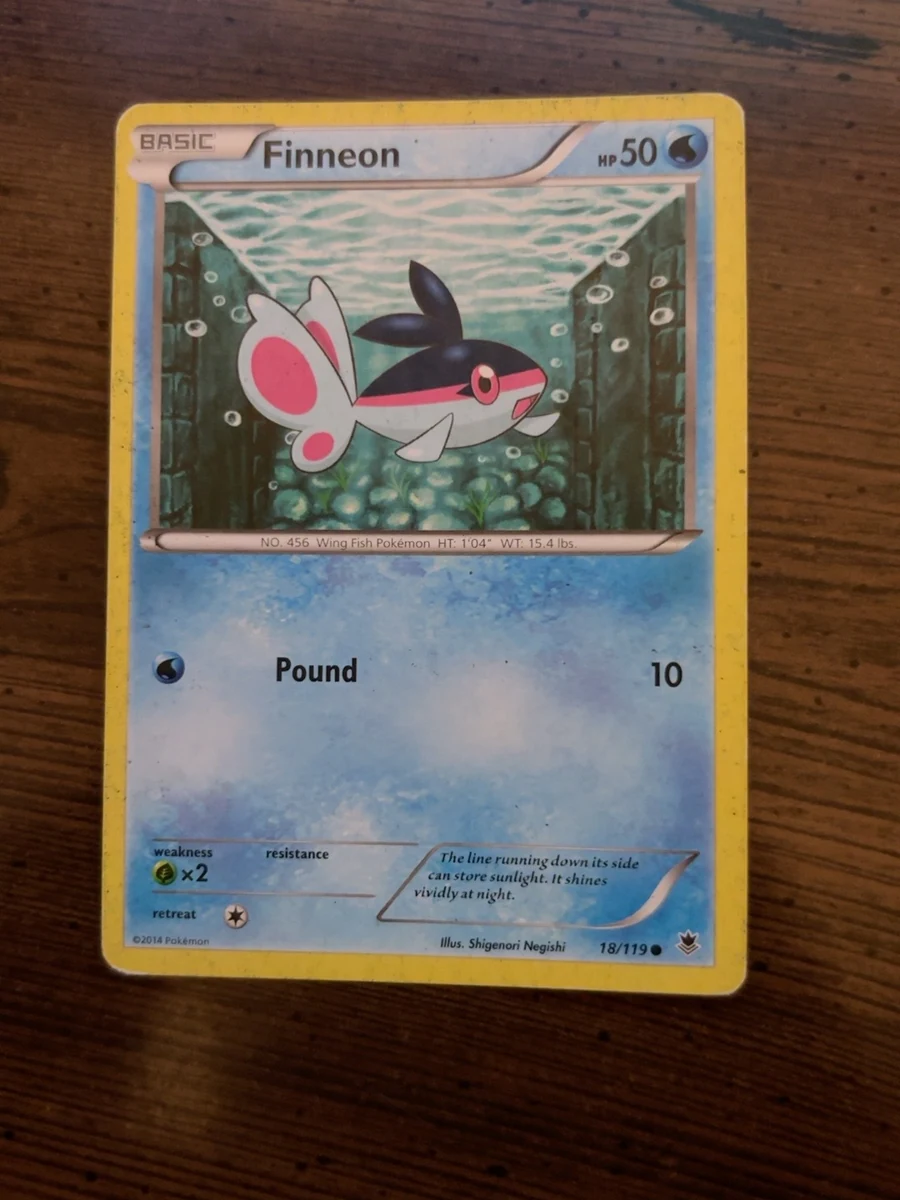 BASIC
Finneon
HP 50
NO. 456 Wing Fish Pokémon HT: 1'04" WT: 15.4 lbs.
Pound 10
weakness resistance
×2
The line running down its side
can store sunlight. It shines
vividly at night.
retreat
©2014 Pokémon
Illus. Shigenori Negishi
18/119